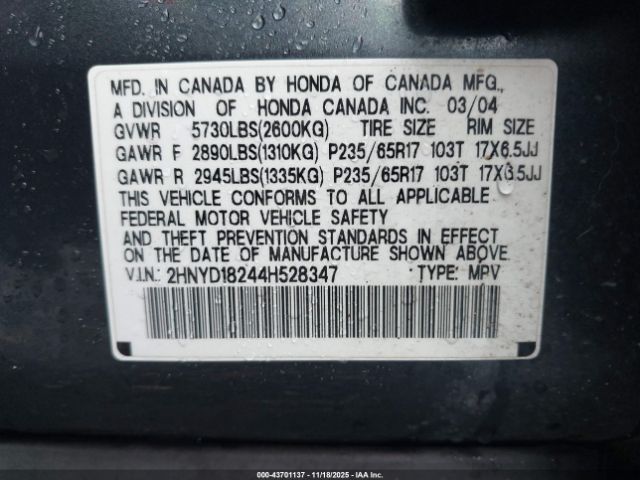 MFD. IN CANADA BY HONDA OF CANADA MFG.,
A DIVISION OF HONDA CANADA INC. 03/04
GVWR 5730LBS(2600KG) TIRE SIZE RIM SIZE
GAWR F 2890LBS(1310KG) P235/65R17 103T 17X6.5JJ
GAWR R 2945LBS(1335KG) P235/65R17 103T 17X6.5JJ
THIS VEHICLE CONFORMS TO ALL APPLICABLE
FEDERAL MOTOR VEHICLE SAFETY
AND THEFT PREVENTION STANDARDS IN EFFECT
ON THE DATE OF MANUFACTURE SHOWN ABOVE.
V.I.N.: 2HNYD18244H528347 TYPE: MPV
000-43701137 - 11/18/2025 - IAAI, INC.